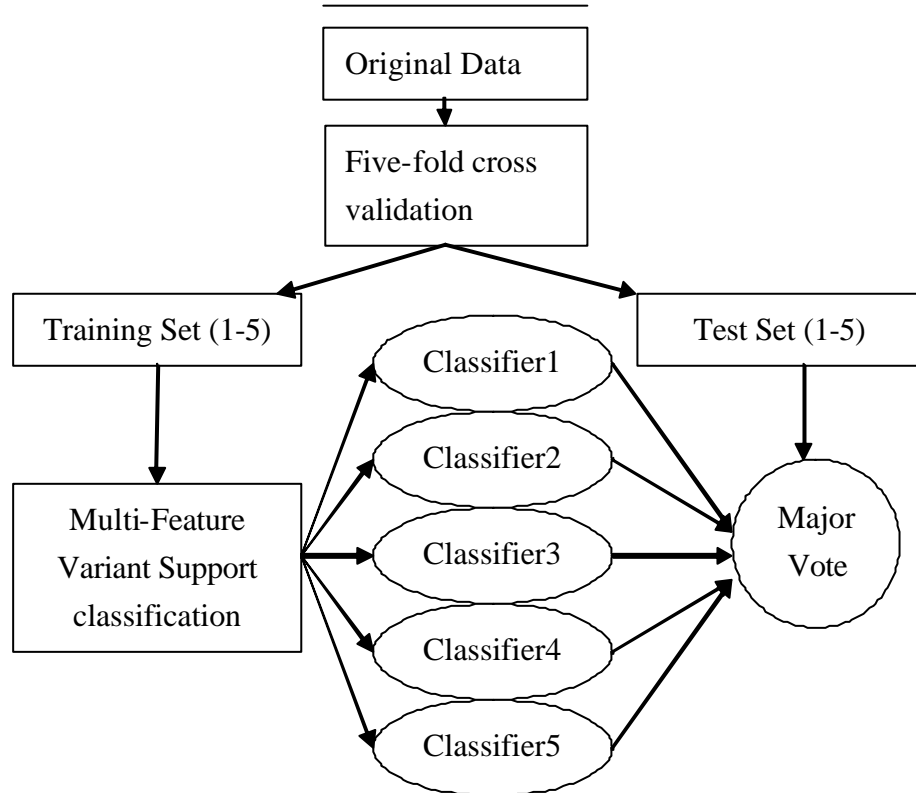 Original Data
Five-fold cross
validation
Training Set (1-5)
Test Set (1-5)
Classifier1
Classifier2
Classifier3
Classifier4
Classifier5
Multi-Feature
Variant Support
classification
Major
Vote